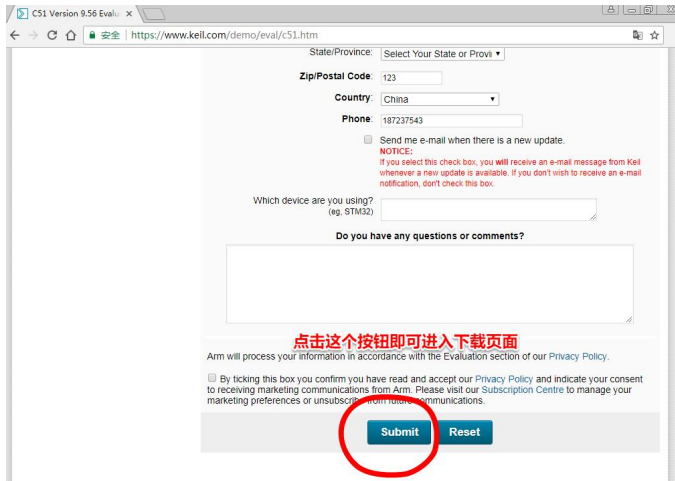 C51 Version 9.56 Evalu
安全 | https://www.keil.com/demo/eval/c51.htm
State/Province: Select Your State or Provi
Zip/Postal Code: 123
Country: China
Phone: 187237543
Send me e-mail when there is a new update.
NOTICE:
If you select this check box, you will receive an e-mail message from Keil
whenever a new update is available. If you don't wish to receive an e-mail
notification, don't check this box.
Which device are you using?
(eg, STM32)
Do you have any questions or comments?
点击这个按钮即可进入下载页面
Arm will process your information in accordance with the Evaluation section of our Privacy Policy.
By ticking this box you confirm you have read and accept our Privacy Policy and indicate your consent
to receiving marketing communications from Arm. Please visit our Subscription Centre to manage your
marketing preferences or unsubscribe from future communications.
Submit Reset